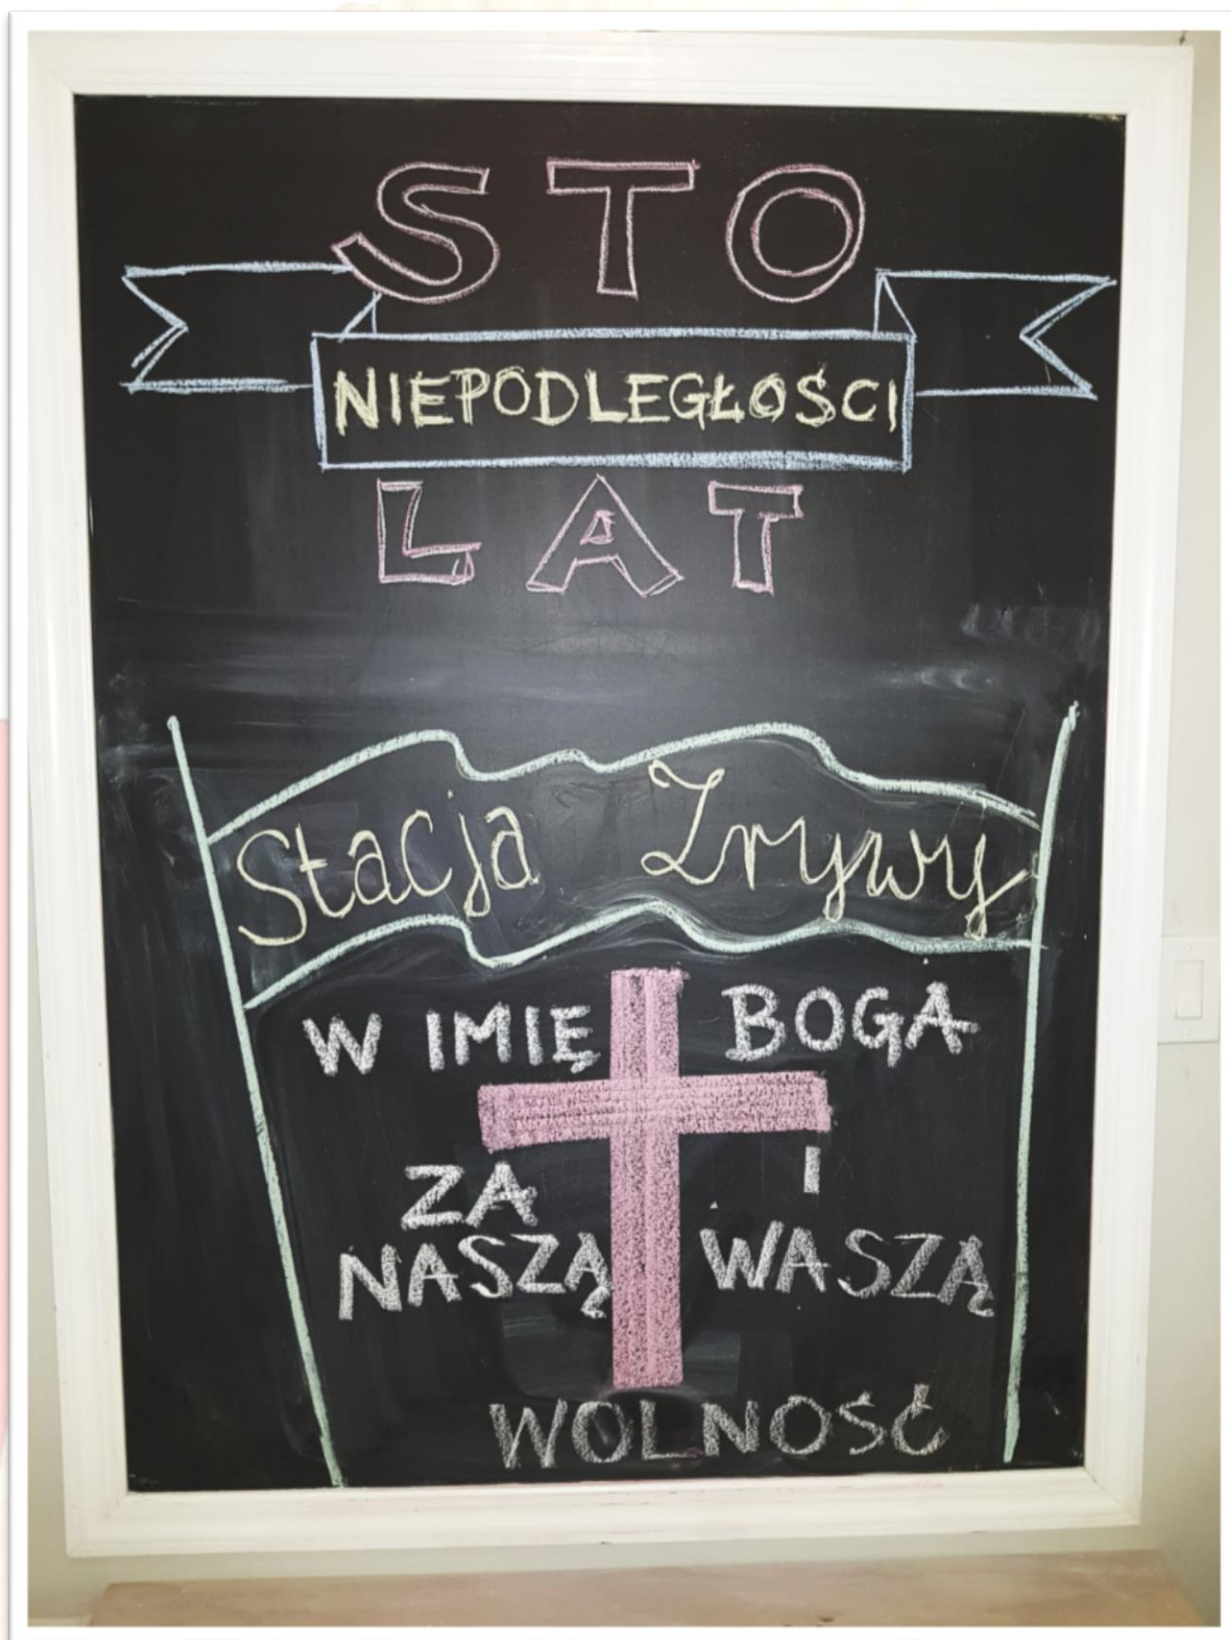 STO
NIEPODLEGŁOŚCI
LAT
Stacja Zrywy
W IMIĘ BOGA
ZA I
NASZĄ WASZĄ
WOLNOŚĆ